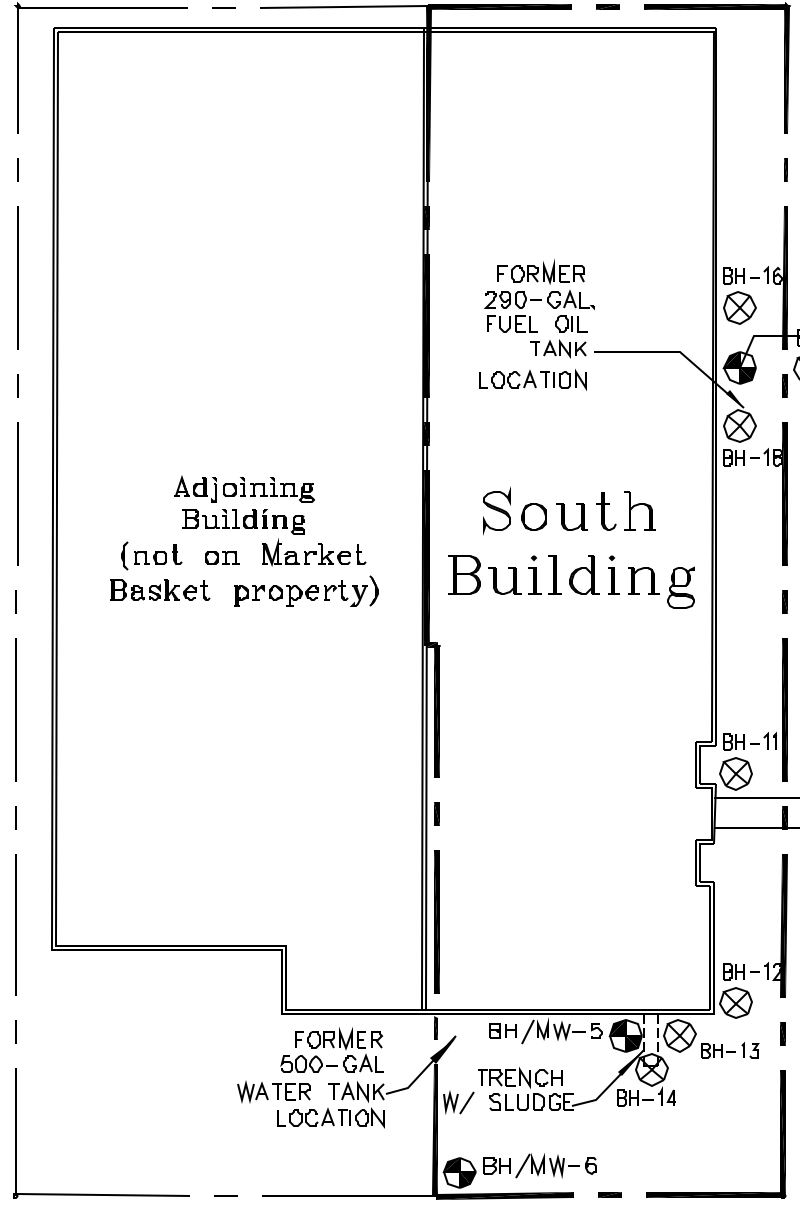 BH-16
FORMER
290-GAL.
FUEL OIL
TANK
LOCATION
BH-18
Adjoining
Building
(not on Market
Basket property)
South
Building
BH-11
BH-12
BH/MW-5
BH-13
FORMER
500-GAL
WATER TANK
LOCATION
TRENCH
W/ SLUDGE
BH-14
BH/MW-6